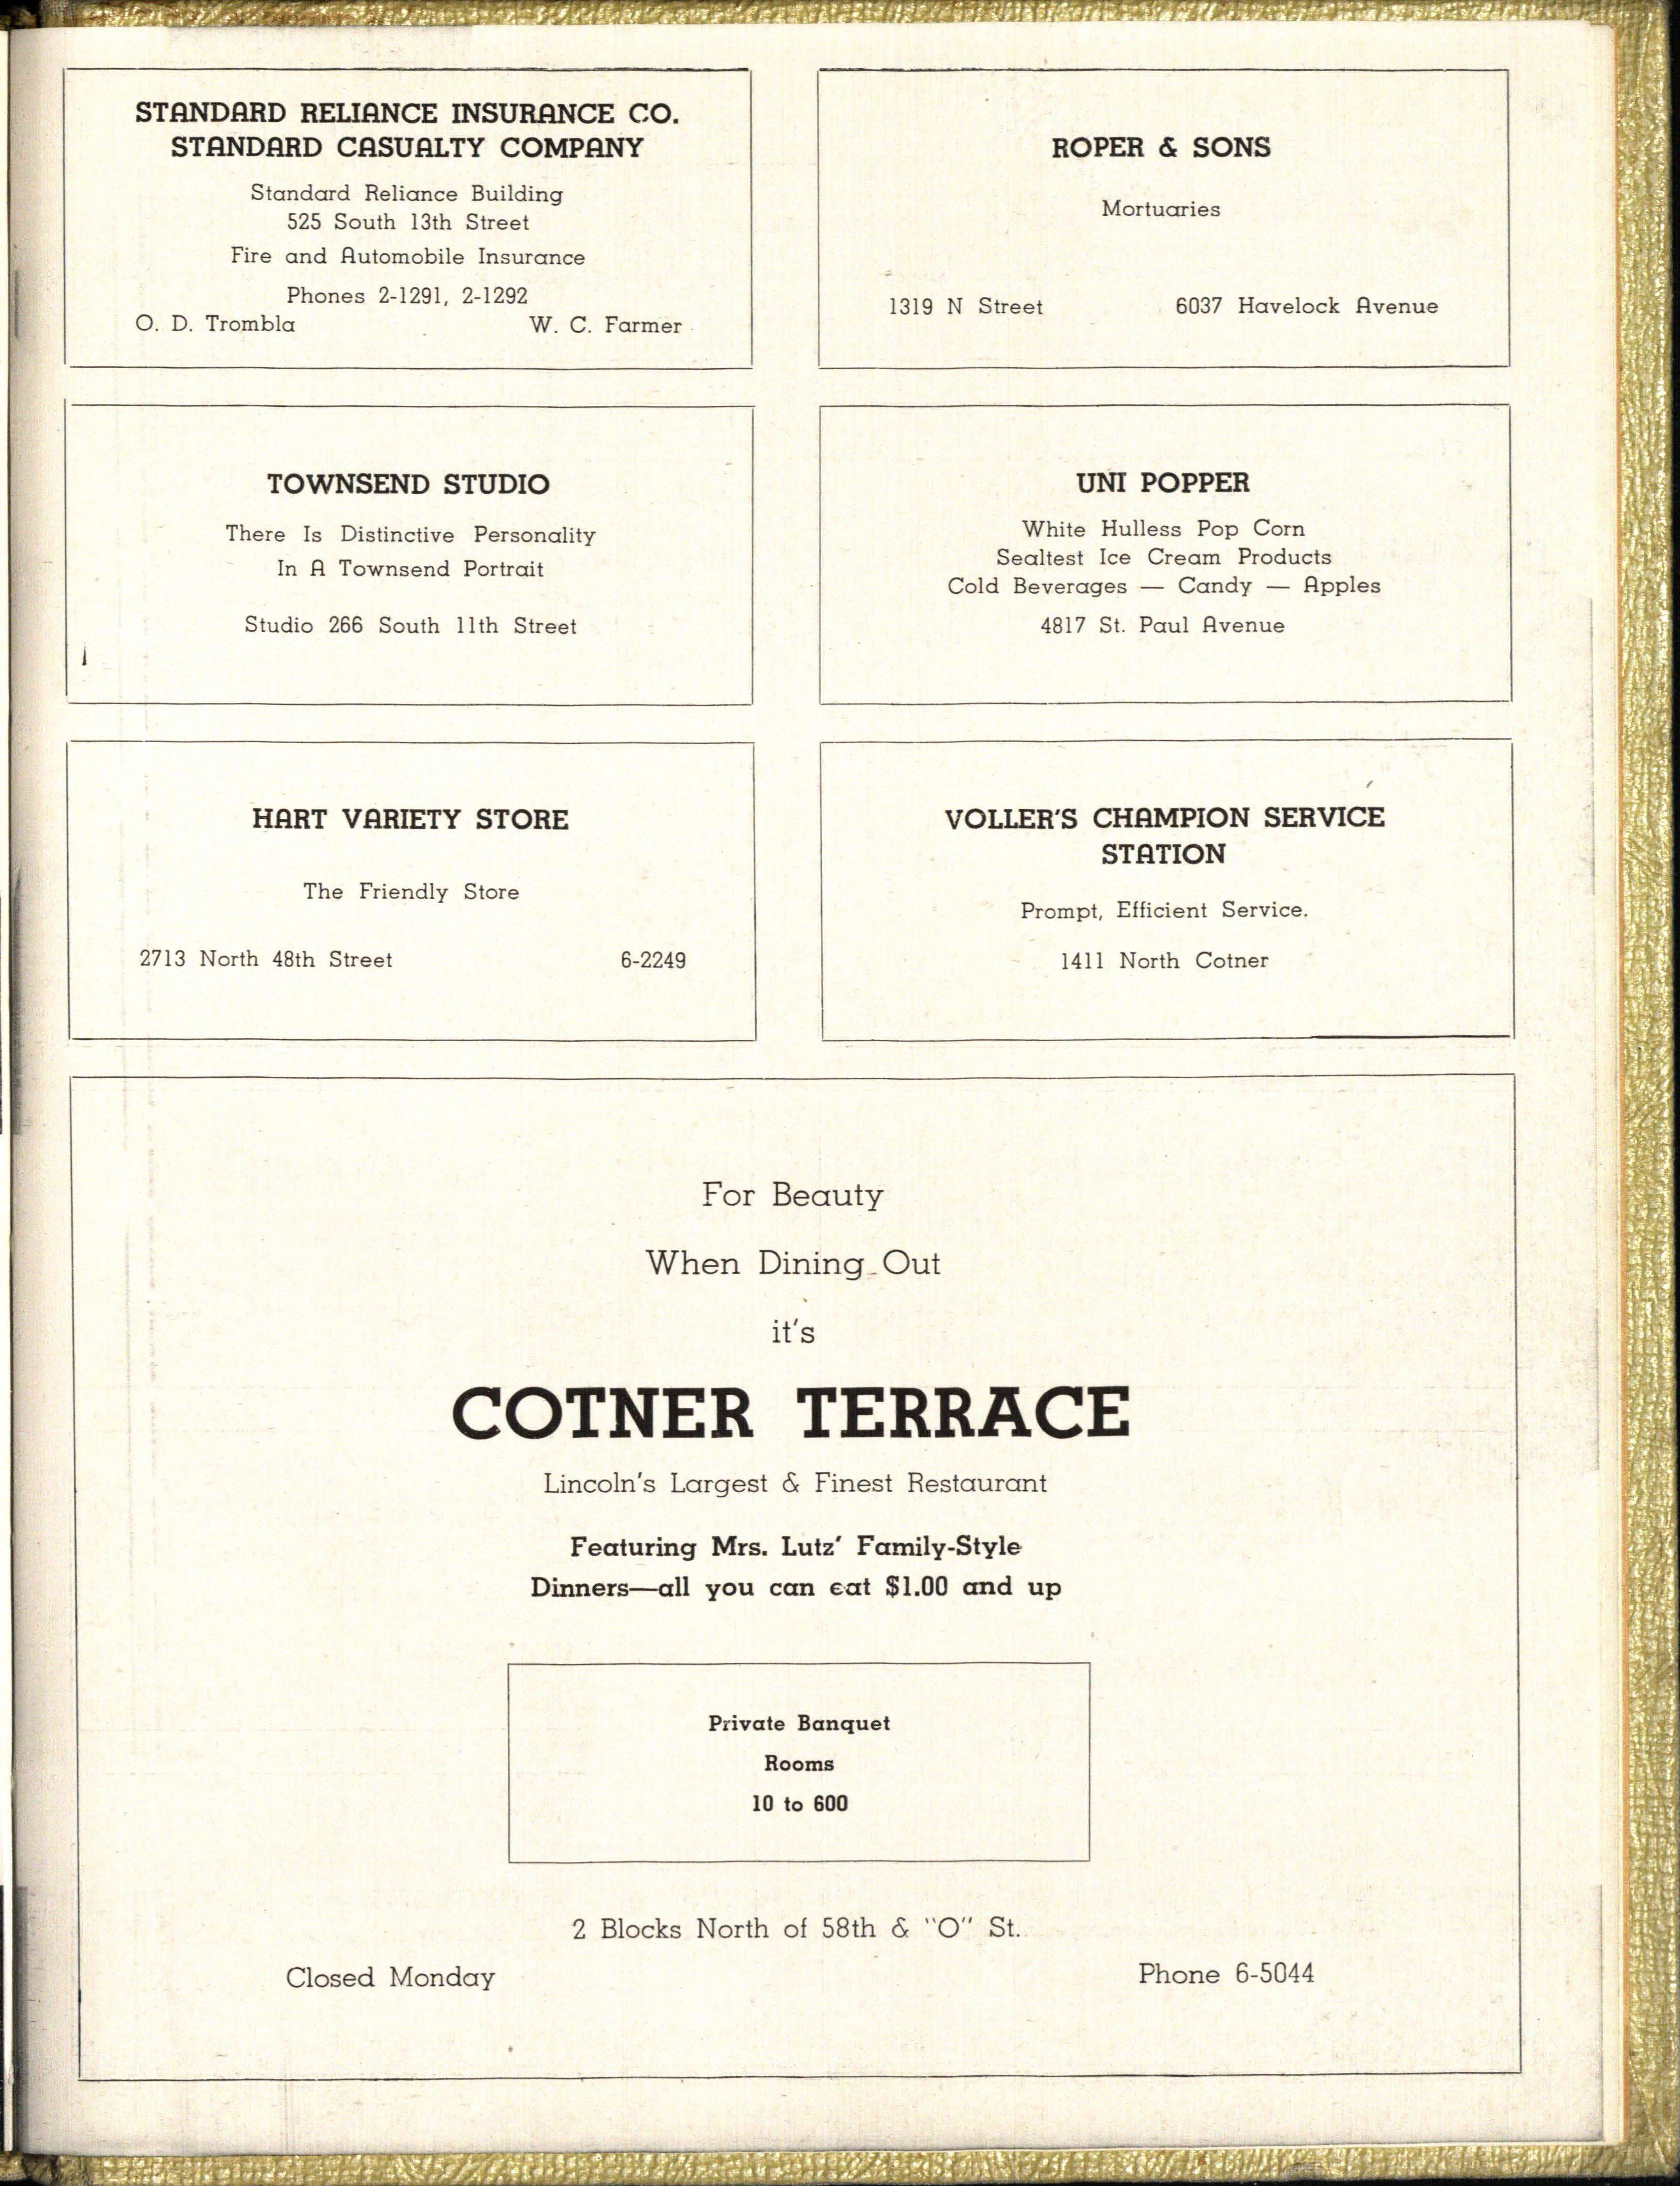 STANDARD RELIANCE INSURANCE CO.
STANDARD CASUALTY COMPANY
Standard Reliance Building
525 South 13th Street
Fire and Automobile Insurance
Phones 2-1291, 2-1292
O. D. Trombla W. C. Farmer
ROPER & SONS
Mortuaries
1319 N Street 6037 Havelock Avenue
TOWNSEND STUDIO
There Is Distinctive Personality
In A Townsend Portrait
Studio 266 South 11th Street
UNI POPPER
White Hulless Pop Corn
Sealtest Ice Cream Products
Cold Beverages — Candy — Apples
4817 St. Paul Avenue
HART VARIETY STORE
The Friendly Store
2713 North 48th Street 6-2249
VOLLER'S CHAMPION SERVICE
STATION
Prompt, Efficient Service.
1411 North Cotner
For Beauty
When Dining Out
it's
COTNER TERRACE
Lincoln's Largest & Finest Restaurant
Featuring Mrs. Lutz' Family-Style
Dinners—all you can eat $1.00 and up
Private Banquet
Rooms
10 to 600
2 Blocks North of 58th & "O" St.
Closed Monday Phone 6-5044